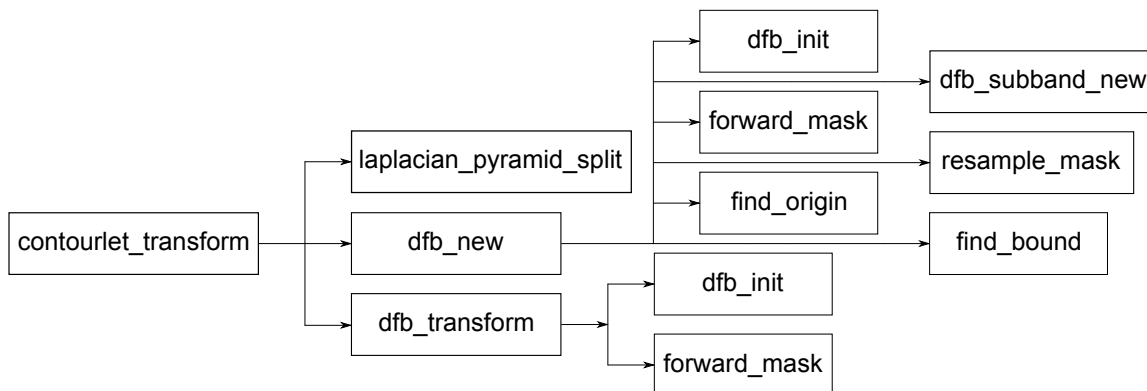 dfb_init
dfb_subband_new
forward_mask
laplacian_pyramid_split
resample_mask
find_origin
contourlet_transform
dfb_new
find_bound
dfb_init
dfb_transform
forward_mask